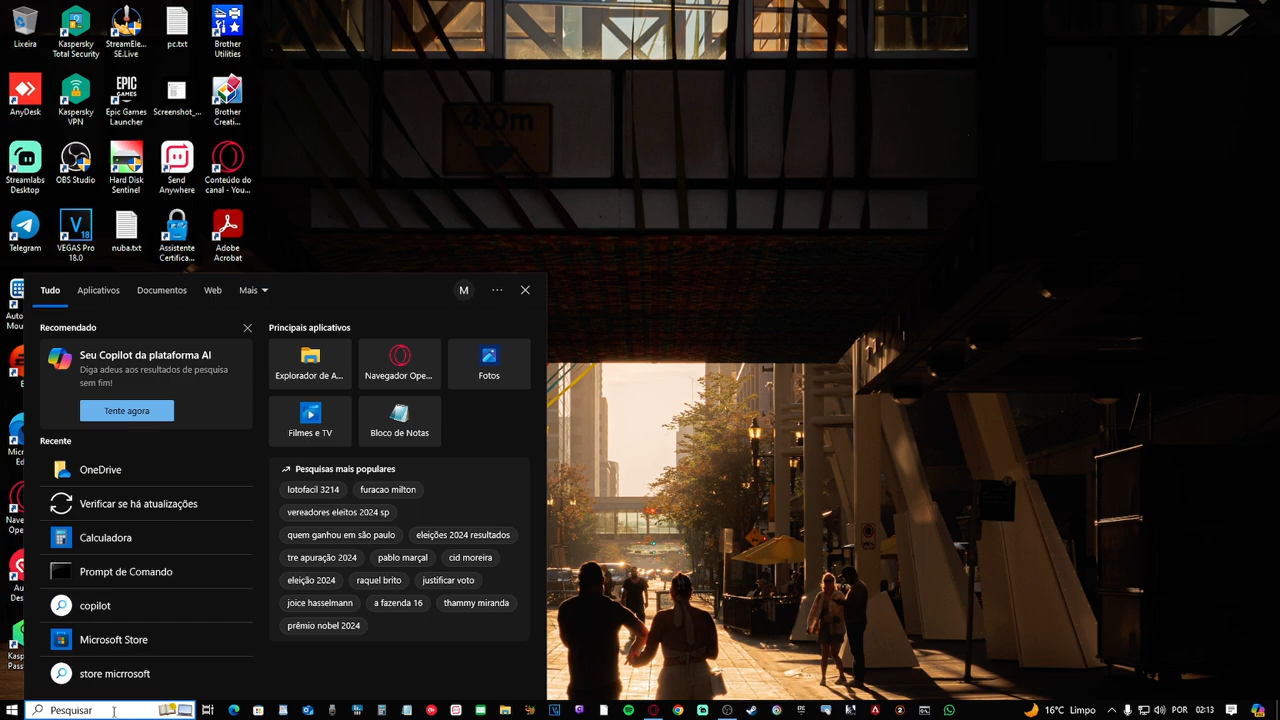 Lixeira
Kaspersky
Total Security
StreamEle...
SE.Live
pc.txt
Brother
Utilities
AnyDesk
Kaspersky
VPN
EPIC
GAMES
Epic Games
Launcher
Screenshot_...
Brother
Creati...
Streamlabs
Desktop
OBS Studio
Hard Disk
Sentinel
Send
Anywhere
Conteúdo do
canal - You...
Telegram
V
18
VEGAS Pro
18.0
nuba.txt
Assistente
Certifica...
Adobe
Acrobat
4.0m
Tudo
Aplicativos
Documentos
Web
Mais
M
Recomendado
Seu Copilot da plataforma AI
Diga adeus aos resultados de pesquisa
sem fim!
Tente agora
Recente
OneDrive
Verificar se há atualizações
Calculadora
Prompt de Comando
copilot
Microsoft Store
store micrrosoft
Principais aplicativos
Explorador de A...
Navegador Ope...
Fotos
Filmes e TV
Bloco de Notas
Pesquisas mais populares
lotofacil 3214
furacao milton
vereadores eleitos 2024 sp
quem ganhou em são paulo
eleições 2024 resultados
tre apuração 2024
pablo marçal
cid moreira
eleição 2024
raquel brito
justificar voto
joice hasselmann
a fazenda 16
thammy miranda
prêmio nobel 2024
Pesquisar
16°C Limpo
POR
02:13